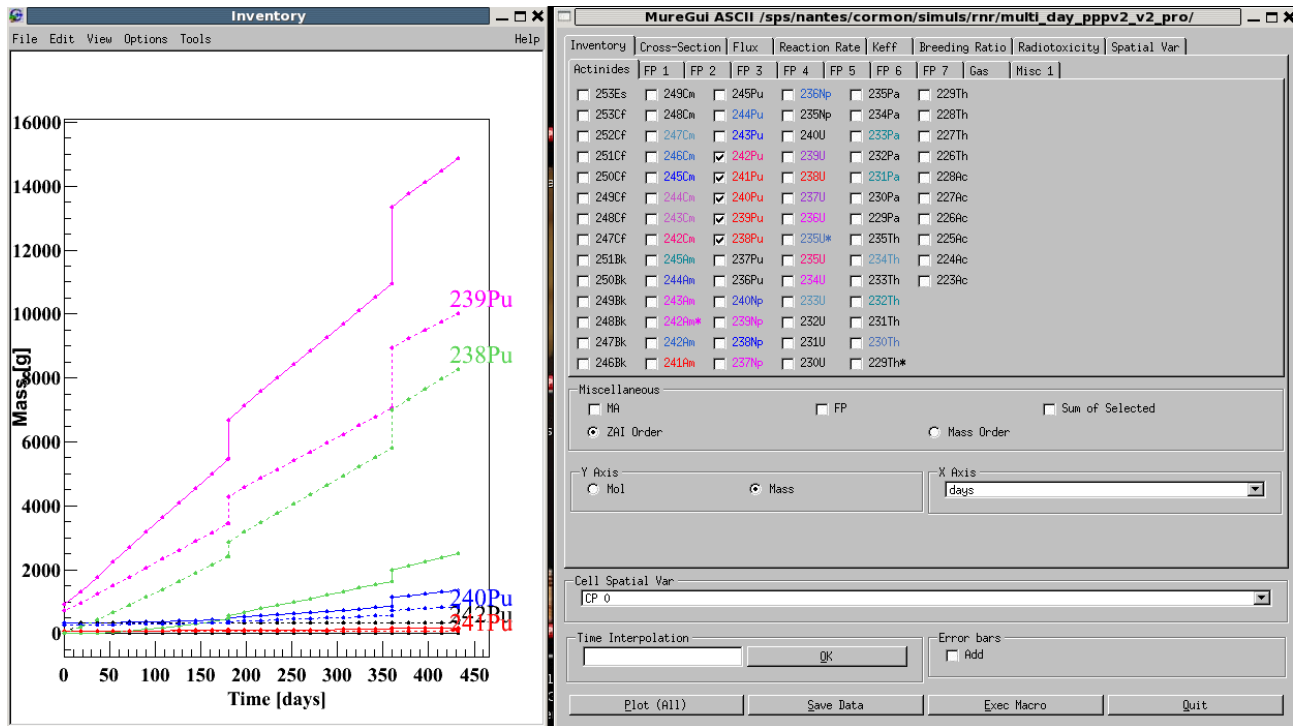 Inventory
File Edit View Options Tools Help
16000
14000
12000
10000
8000
6000
4000
2000
0
Mass [g]
239Pu
238Pu
240Pu
242Pu
241Pu
0 50 100 150 200 250 300 350 400 450
Time [days]
MureGui ASCII /sps/nantes/cormon/simuls/rnr/multi_day_pppv2_v2_pro/
Inventory Cross-Section Flux Reaction Rate Keff Breeding Ratio Radiotoxicity Spatial Var
Actinides FP 1 FP 2 FP 3 FP 4 FP 5 FP 6 FP 7 Gas Misc 1
253Es 249Cm 245Pu 236Np 235Pa 229Th
253Cf 248Cm 244Pu 235Np 234Pa 228Th
252Cf 247Cm 243Pu 240U 233Pa 227Th
251Cf 246Cm 242Pu 239U 232Pa 226Th
250Cf 245Cm 241Pu 238U 231Pa 228Ac
249Cf 244Cm 240Pu 237U 230Pa 227Ac
248Cf 243Cm 239Pu 236U 229Pa 226Ac
247Cf 242Cm 238Pu 235U* 235Th 225Ac
251Bk 245Am 237Pu 235U 234Th 224Ac
250Bk 244Am 236Pu 234U 233Th 223Ac
249Bk 243Am 240Np 233U 232Th
248Bk 242Am* 239Np 232U 231Th
247Bk 242Am 238Np 231U 230Th
246Bk 241Am 237Np 230U 229Th*
Miscellaneous
MA FP Sum of Selected
ZAI Order Mass Order
Y Axis
Mol Mass
X Axis
days
Cell Spatial Var
CP 0
Time Interpolation
OK
Error bars
Add
Plot (All) Save Data Exec Macro Quit